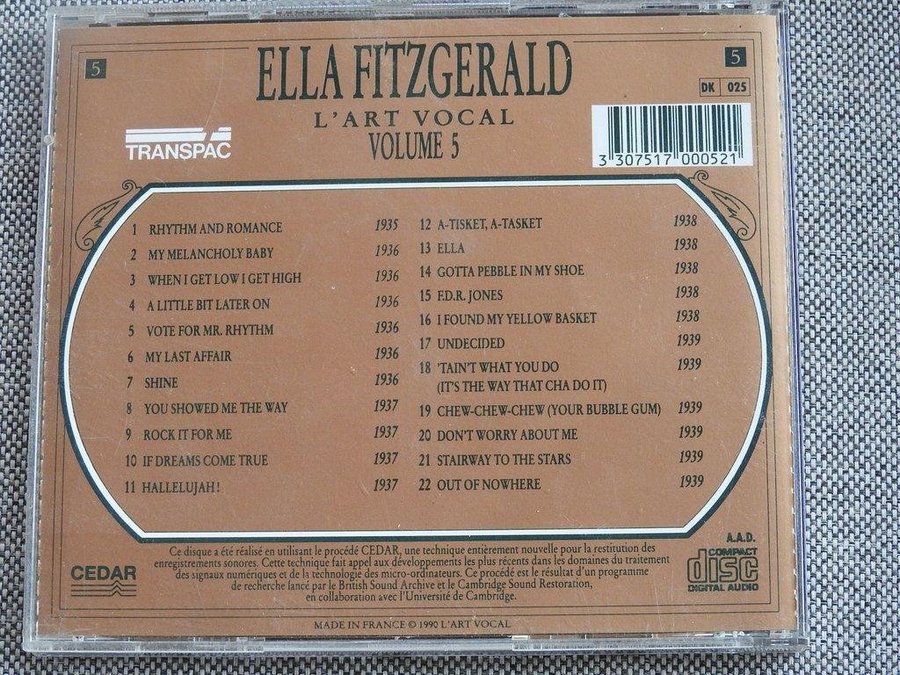 5
ELLA FITZGERALD
5
DK 025
L'ART VOCAL
VOLUME 5
TRANSPAC
3 307517 000521
1 RHYTHM AND ROMANCE 1935
2 MY MELANCHOLY BABY 1936
3 WHEN I GET LOW I GET HIGH 1936
4 A LITTLE BIT LATER ON 1936
5 VOTE FOR MR. RHYTHM 1936
6 MY LAST AFFAIR 1936
7 SHINE 1936
8 YOU SHOWED ME THE WAY 1937
9 ROCK IT FOR ME 1937
10 IF DREAMS COME TRUE 1937
11 HALLELUJAH! 1937
12 A-TISKET, A-TASKET 1938
13 ELLA 1938
14 GOTTA PEBBLE IN MY SHOE 1938
15 F.D.R. JONES 1938
16 I FOUND MY YELLOW BASKET 1938
17 UNDECIDED 1939
18 'TAIN'T WHAT YOU DO 1939
(IT'S THE WAY THAT CHA DO IT)
19 CHEW-CHEW-CHEW (YOUR BUBBLE GUM) 1939
20 DON'T WORRY ABOUT ME 1939
21 STAIRWAY TO THE STARS 1939
22 OUT OF NOWHERE 1939
CEDAR
Ce disque a été réalisé en utilisant le procédé CEDAR, une technique entièrement nouvelle pour la restitution des
enregistrements sonores. Cette technique fait appel aux développements les plus récents dans les domaines du traitement
des signaux numériques et de la technologie des micro-ordinateurs. Ce procédé est le résultat d'un programme
de recherche lancé par le British Sound Archive et le Cambridge Sound Restoration,
en collaboration avec l'Université de Cambridge.
A.A.D.
COMPACT
disc
DIGITAL AUDIO
MADE IN FRANCE © 1990 L'ART VOCAL